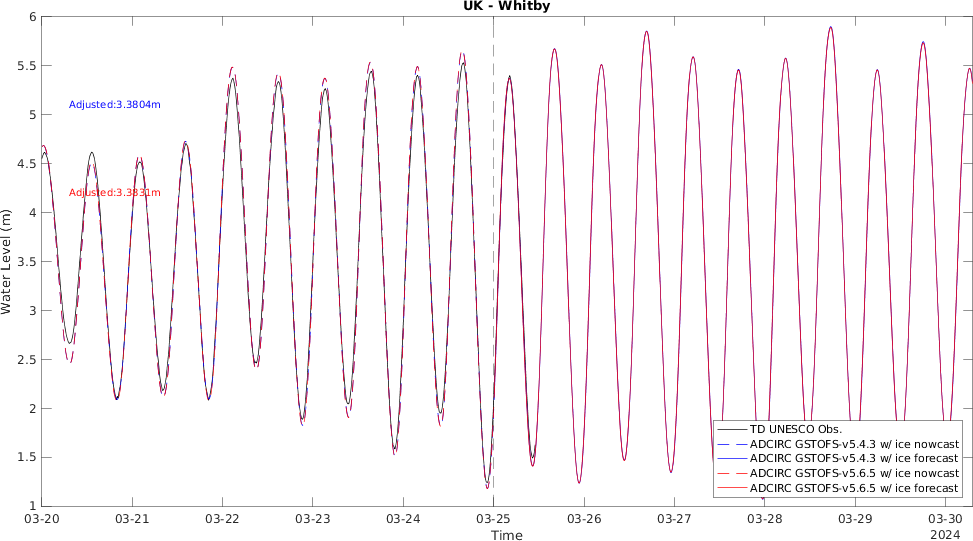 UK - Whitby
6
5.5
5
4.5
4
3.5
3
2.5
2
1.5
1
Water Level (m)
Adjusted:3.3804m
Adjusted:3.3831m
TD UNESCO Obs.
ADCIRC GSTOFS-v5.4.3 w/ ice nowcast
ADCIRC GSTOFS-v5.4.3 w/ ice forecast
ADCIRC GSTOFS-v5.6.5 w/ ice nowcast
ADCIRC GSTOFS-v5.6.5 w/ ice forecast
03-20 03-21 03-22 03-23 03-24 03-25 03-26 03-27 03-28 03-29 03-30
Time
2024